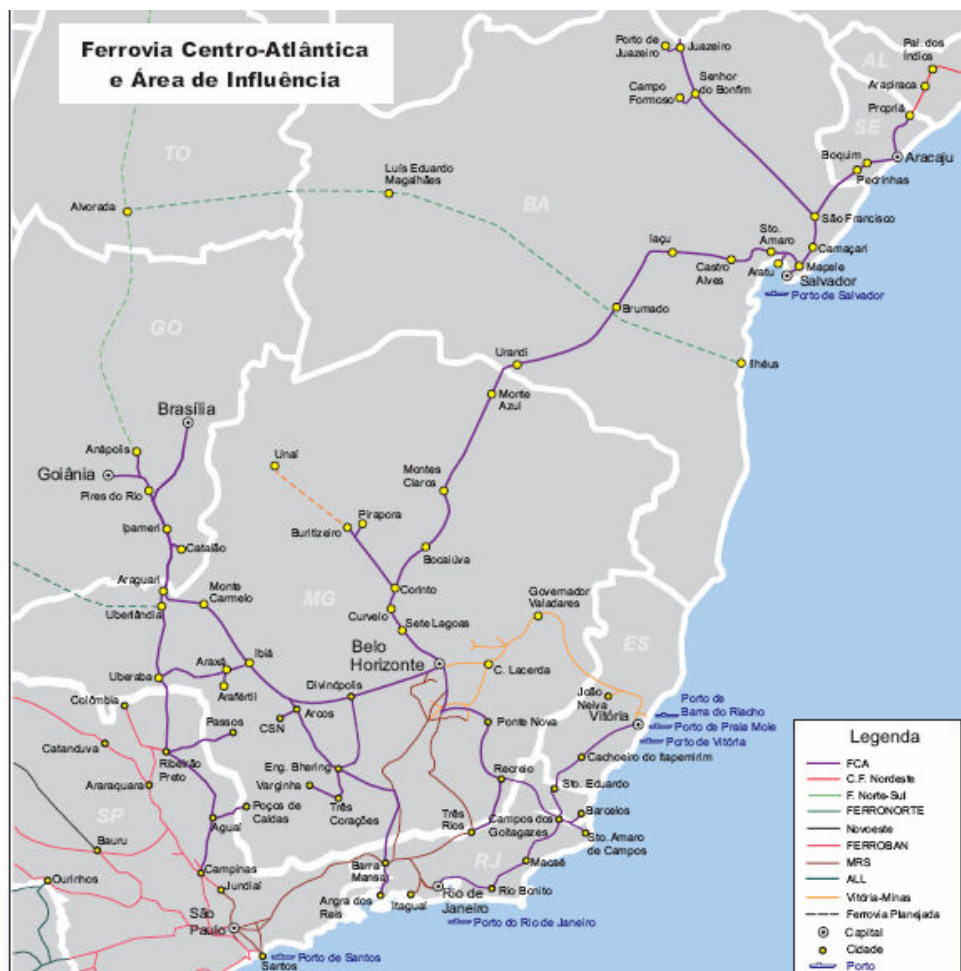 Ferrovia Centro-Atlântica
e Área de Influência
Porto de
Juazeiro
Juazeiro
Senhor
do Bonfim
Campo
Formoso
Pal. dos
Índios
AL
Arapiraca
Propriá
SE
Boquim
Aracaju
Pedrinhas
TO
Luís Eduardo
Magalhães
Alvorada
BA
São Francisco
Sto.
Amaro
Iaçu
Camaçari
Castro
Alves
Aratu
Mapele
Salvador
Porto de Salvador
Brumado
GO
Urandi
Ilhéus
Monte
Azul
Brasília
Anápolis
Unaí
Goiânia
Montes
Claros
Pires do Rio
Pirapora
Ipameri
Buritizeiro
Catalão
Bocaiúva
Araguari
Monte
Carmelo
MG
Corinto
Governador
Valadares
Uberlândia
Curvelo
Sete Lagoas
ES
Belo
Horizonte
Ibiá
Araxá
C. Lacerda
Uberaba
Divinópolis
Arafértil
João
Neiva
Colômbia
Porto de
Barra do Riacho
Vitória
Porto de Praia Mole
Porto de Vitória
Passos
CSN
Arcos
Ponte Nova
Catanduva
Ribeirão
Preto
Cachoeiro do Itapemirim
Eng. Bhering
Recreio
Sto. Eduardo
Araraquara
Varginha
Três
Corações
Poços de
Caldas
Barcelos
SP
Aguaí
Três
Rios
Campos dos
Goitagazes
Sto. Amaro
de Campos
Bauru
RJ
Macaé
Campinas
Barra
Mansa
Ourinhos
Jundiaí
Rio Bonito
Angra dos
Reis
Itaguaí
Rio de
Janeiro
São
Paulo
Porto do Rio de Janeiro
Porto de Santos
Santos
Legenda
FCA
C.F. Nordeste
F. Norte-Sul
FERRONORTE
Novoeste
FERROBAN
MRS
ALL
Vitória-Minas
Ferrovia Planejada
Capital
Cidade
Porto